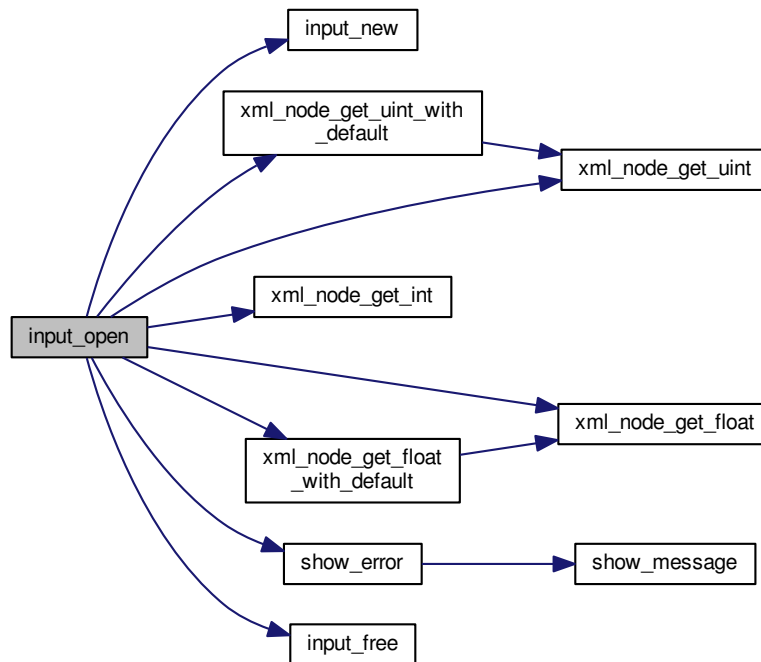 input_new
xml_node_get_uint_with
_default
xml_node_get_uint
xml_node_get_int
input_open
xml_node_get_float
xml_node_get_float
_with_default
show_error
show_message
input_free